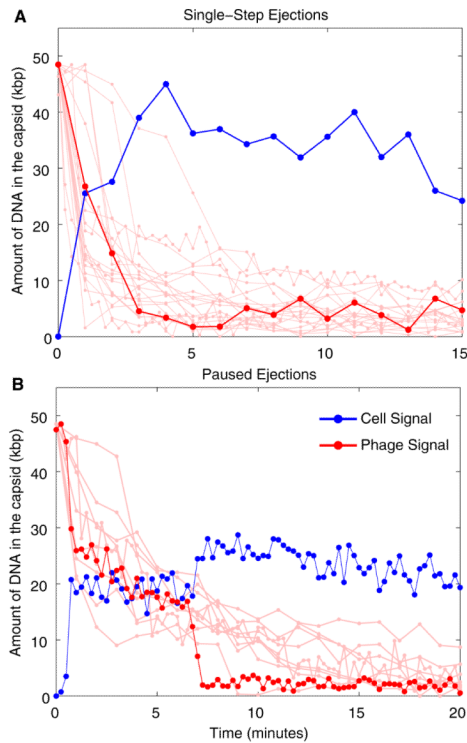 A
Single-Step Ejections
Amount of DNA in the capsid (kbp)
50
40
30
20
10
0
0 5 10 15
B
Paused Ejections
Amount of DNA in the capsid (kbp)
50
40
30
20
10
0
Cell Signal
Phage Signal
0 5 10 15 20
Time (minutes)